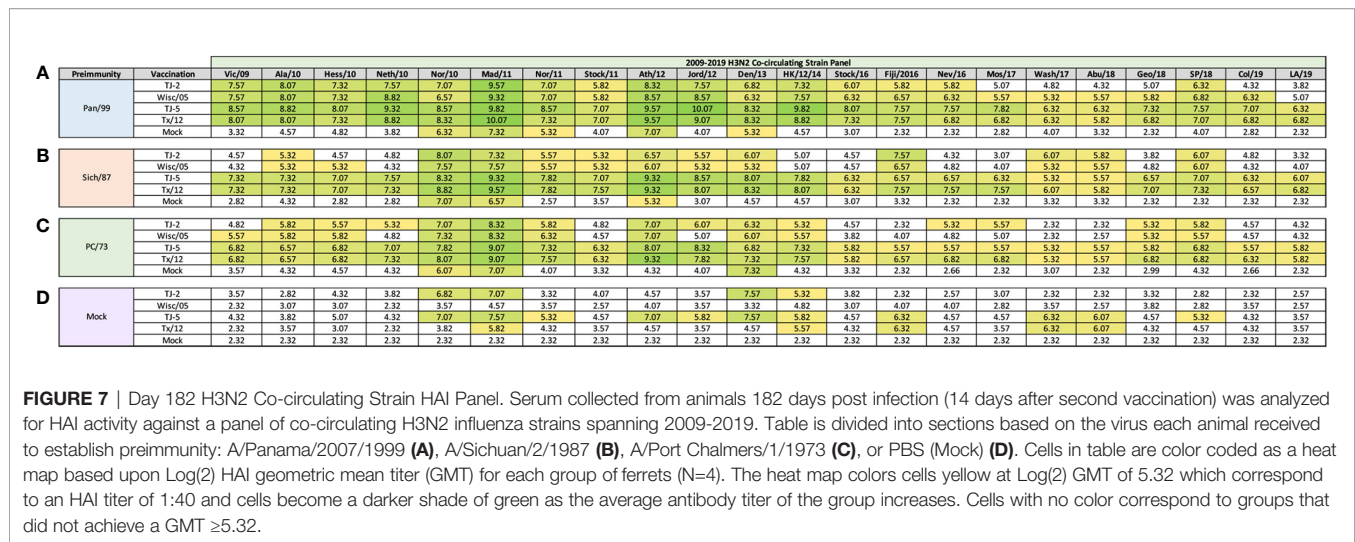 2009-2019 H3N2 Co-circulating Strain Panel
A Preimmunity Vaccination Vic/09 Ala/10 Hess/10 Neth/10 Nor/10 Mad/11 Nor/11 Stock/11 Ath/12 Jord/12 Den/13 HK/12/14 Stock/16 Fiji/2016 Nev/16 Mos/17 Wash/17 Abu/18 Geo/18 SP/18 Col/19 LA/19
Pan/99
TJ-2 7.57 8.07 7.32 7.57 7.07 9.57 7.07 5.82 8.32 7.57 6.82 7.32 6.07 5.82 5.82 5.07 4.82 4.32 5.07 6.32 4.32 3.82
Wisc/05 7.57 8.07 7.32 8.82 6.57 9.32 7.07 5.82 8.57 8.57 6.32 7.57 6.32 7.57 6.57 6.32 5.32 5.57 5.82 6.82 6.32 5.07
TJ-5 8.57 8.82 8.07 9.32 8.57 9.82 8.57 7.07 9.57 10.07 7.32 9.82 8.07 7.57 7.57 7.82 6.32 6.32 7.32 7.57 7.07 6.32
Tx/12 8.07 8.07 7.32 8.82 8.32 10.07 7.32 7.07 9.57 9.07 8.32 8.82 7.32 7.57 6.82 6.82 6.32 5.82 6.82 7.07 6.82 6.82
Mock 3.32 4.57 4.82 3.82 6.32 7.32 5.32 4.07 7.07 4.07 5.32 4.57 3.07 2.57 2.32 2.82 4.07 3.32 2.32 4.07 2.82 2.32
B
Sich/87
TJ-2 4.57 5.32 4.57 4.82 8.07 7.32 5.57 5.32 6.57 5.57 6.07 5.07 4.57 7.57 4.32 3.07 6.07 5.82 3.82 6.07 4.82 3.32
Wisc/05 4.32 5.32 5.32 4.32 7.57 7.57 5.57 5.32 6.07 5.32 5.32 5.07 4.32 6.57 4.82 4.07 5.32 5.57 4.82 6.07 4.32 4.07
TJ-5 7.32 7.32 7.07 7.57 8.32 9.32 7.82 7.57 9.32 8.57 8.07 7.82 6.32 6.57 6.57 6.32 5.32 5.57 6.57 7.07 6.32 6.07
Tx/12 7.32 7.32 7.07 7.32 8.82 9.57 7.82 7.57 9.32 8.07 8.32 8.07 6.32 7.57 7.57 7.57 6.07 5.82 7.07 7.32 6.57 6.82
Mock 2.82 4.32 2.82 2.82 7.07 6.57 2.57 3.57 5.32 3.07 4.57 4.57 3.07 3.32 2.32 2.32 2.32 2.32 2.32 2.32 2.32 2.32
C
PC/73
TJ-2 4.82 5.82 5.57 5.32 7.07 8.32 5.82 4.82 7.07 6.07 6.32 5.32 4.57 2.32 5.32 5.57 2.32 2.32 5.32 5.82 4.57 4.32
Wisc/05 5.57 5.82 5.82 4.82 7.32 8.32 6.32 4.57 7.32 5.07 6.07 5.57 3.82 4.07 4.82 5.07 2.32 2.57 5.32 5.57 4.57 4.32
TJ-5 6.82 6.57 6.82 7.07 7.82 9.07 7.32 6.32 8.07 8.32 6.82 7.32 5.82 5.57 5.57 5.57 5.32 5.57 5.82 6.82 5.57 5.82
Tx/12 6.82 6.57 6.82 7.32 8.07 9.07 7.57 6.32 9.32 7.82 7.32 7.57 5.82 6.57 6.82 6.82 5.32 5.57 6.82 6.82 6.32 5.82
Mock 3.57 4.32 4.57 4.32 6.07 7.07 4.07 3.32 4.32 4.07 7.32 4.32 3.32 2.32 2.66 4.32 3.07 2.32 2.99 4.32 2.66 2.32
D
Mock
TJ-2 3.57 2.82 4.32 3.82 6.82 7.07 3.32 4.07 4.57 3.57 7.57 5.32 3.82 2.32 2.57 3.07 2.32 2.32 3.32 2.82 2.32 2.57
Wisc/05 2.32 3.07 3.07 2.32 3.57 4.57 3.57 2.57 4.07 3.57 3.32 4.82 3.07 4.07 4.07 2.82 3.57 2.57 3.82 3.82 2.32 3.57
TJ-5 4.32 3.82 5.07 4.32 7.07 7.57 5.32 4.07 7.07 5.82 7.57 5.82 4.32 6.32 4.32 3.57 6.32 6.07 4.57 5.32 4.07 3.57
Tx/12 2.32 3.57 3.07 2.32 3.82 5.82 4.32 3.57 4.57 3.57 4.57 5.57 4.32 6.32 4.32 3.57 6.32 6.07 4.32 4.57 4.32 3.57
Mock 2.32 2.32 2.32 2.32 2.32 2.32 2.32 2.32 2.32 2.32 2.32 2.32 2.32 2.32 2.32 2.32 2.32 2.32 2.32 2.32 2.32 2.32
FIGURE 7 | Day 182 H3N2 Co-circulating Strain HAI Panel. Serum collected from animals 182 days post infection (14 days after second vaccination) was analyzed
for HAI activity against a panel of co-circulating H3N2 influenza strains spanning 2009-2019. Table is divided into sections based on the virus each animal received
to establish preimmunity: A/Panama/2007/1999 (A), A/Sichuan/2/1987 (B), A/Port Chalmers/1/1973 (C), or PBS (Mock) (D). Cells in table are color coded as a heat
map based upon Log(2) HAI geometric mean titer (GMT) for each group of ferrets (N=4). The heat map colors cells yellow at Log(2) GMT of 5.32 which correspond
to an HAI titer of 1:40 and cells become a darker shade of green as the average antibody titer of the group increases. Cells with no color correspond to groups that
did not achieve a GMT ≥5.32.